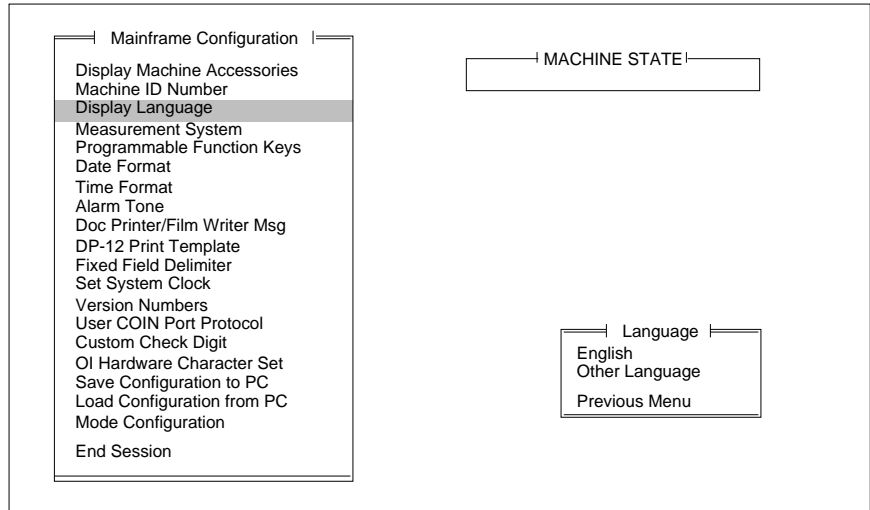 Mainframe Configuration
Display Machine Accessories
Machine ID Number
Display Language
Measurement System
Programmable Function Keys
Date Format
Time Format
Alarm Tone
Doc Printer/Film Writer Msg
DP-12 Print Template
Fixed Field Delimiter
Set System Clock
Version Numbers
User COIN Port Protocol
Custom Check Digit
OI Hardware Character Set
Save Configuration to PC
Load Configuration from PC
Mode Configuration
End Session
MACHINE STATE
Language
English
Other Language
Previous Menu